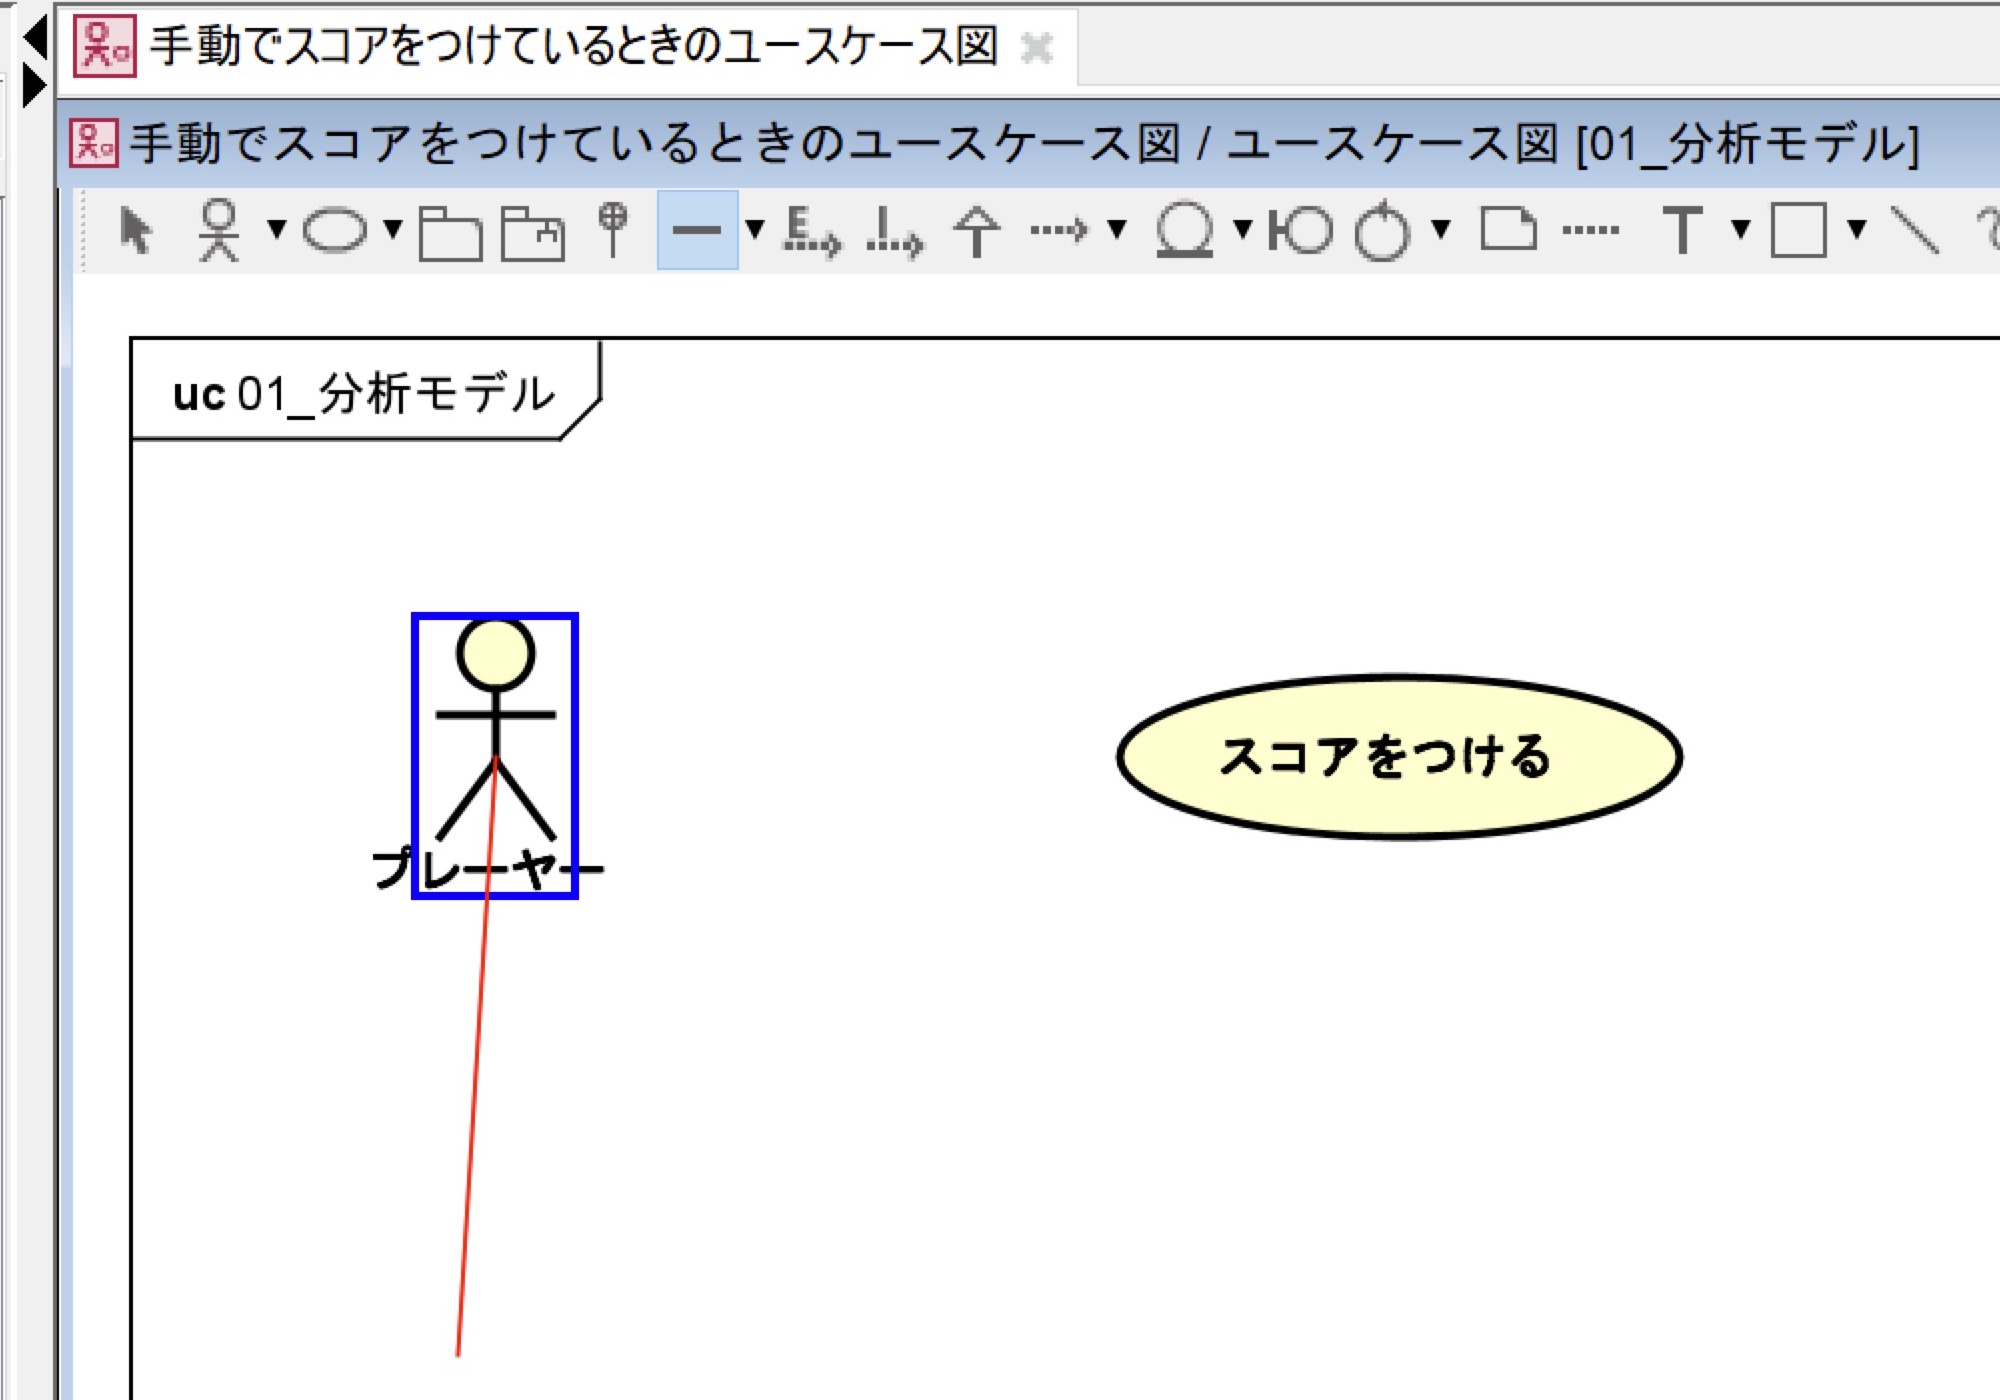 手動でスコアをつけているときのユースケース図
手動でスコアをつけているときのユースケース図 / ユースケース図 [01_分析モデル]
E I T
uc 01_分析モデル
スコアをつける
プレーヤー